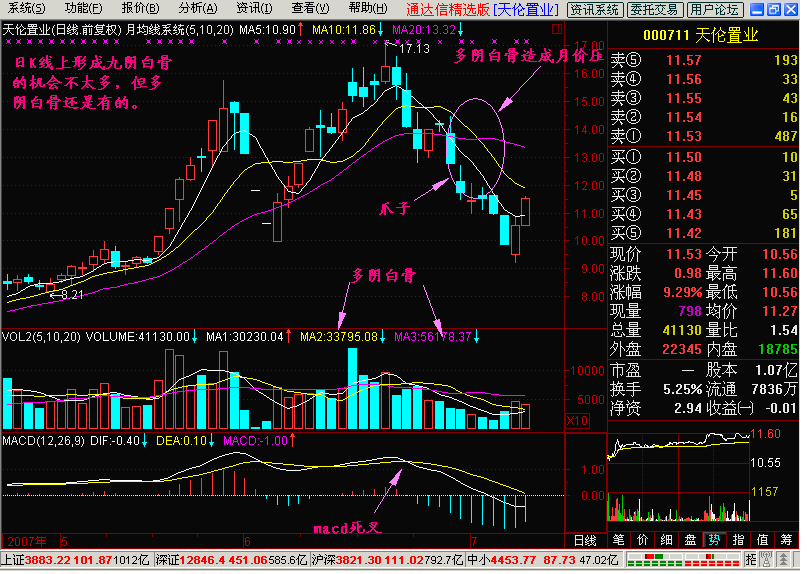 系统(S) 功能(F) 报价(B) 分析(A) 资讯(I) 查看(V) 帮助(H) 通达信精选版 [天伦置业] 资讯系统 委托交易 用户论坛
天伦置业(日线.前复权) 月均线系统(5,10,20) MA5:10.90 MA10:11.86 MA20:13.32
17.13
日K线上形成九阴白骨
的机会不太多，但多
阴白骨还是有的。
多阴白骨造成月价压
爪子
多阴白骨
8.21
17.00
16.00
15.00
14.00
13.00
12.00
11.00
10.00
9.00
8.00
VOL2(5,10,20) VOLUME:41130.00 MA1:30230.04 MA2:33795.08 MA3:56178.37
10000
5000
X10
MACD(12,26,9) DIF:-0.40 DEA:0.10 MACD:-1.00
1.00
0.00
macd死叉
2007年 5 6 7 日线
000711 天伦置业
卖⑤ 11.57 193
卖④ 11.56 33
卖③ 11.55 43
卖② 11.54 16
卖① 11.53 487
买① 11.50 10
买② 11.48 31
买③ 11.45 5
买④ 11.43 65
买⑤ 11.42 181
现价 11.53 今开 10.56
涨跌 0.98 最高 11.60
涨幅 9.29% 最低 10.56
现量 798 均价 11.27
总量 41130 量比 1.54
外盘 22345 内盘 18785
市盈 — 股本 1.07亿
换手 5.25% 流通 7836万
净资 2.94 收益㈠ -0.01
11.60
10.55
11.57
笔 价 细 盘 势 指 值 筹
上证3883.22 101.87 1012亿 深证12846.4 451.06 585.6亿 沪深3821.30 111.02 792.7亿 中小4453.77 87.73 47.02亿 招